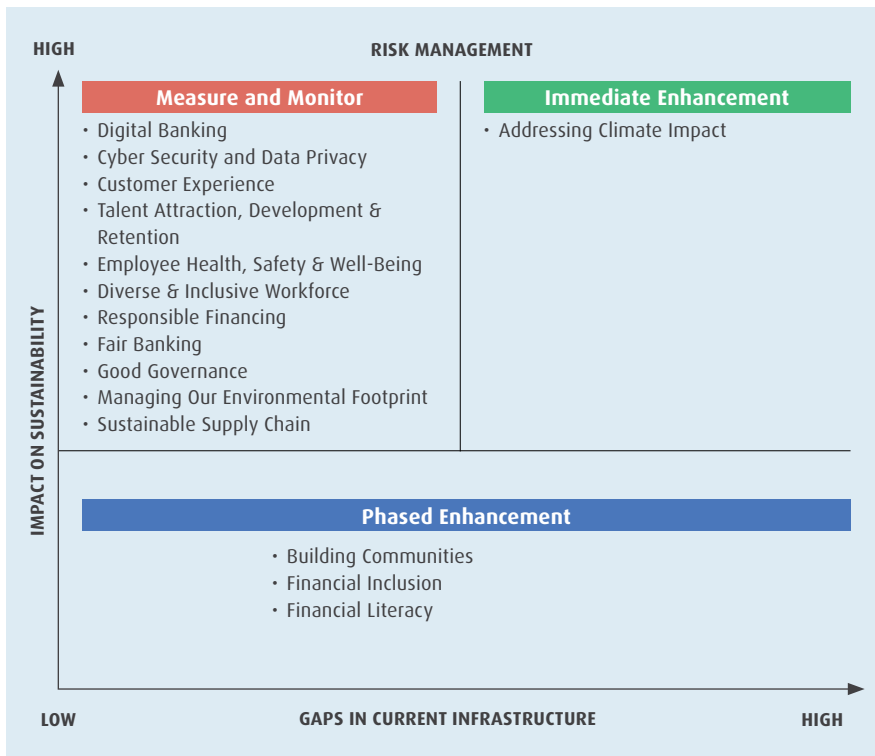 HIGH
RISK MANAGEMENT
Measure and Monitor
• Digital Banking
• Cyber Security and Data Privacy
• Customer Experience
• Talent Attraction, Development &
Retention
• Employee Health, Safety & Well-Being
• Diverse & Inclusive Workforce
• Responsible Financing
• Fair Banking
• Good Governance
• Managing Our Environmental Footprint
• Sustainable Supply Chain
Immediate Enhancement
• Addressing Climate Impact
IMPACT ON SUSTAINABILITY
Phased Enhancement
• Building Communities
• Financial Inclusion
• Financial Literacy
LOW
GAPS IN CURRENT INFRASTRUCTURE
HIGH